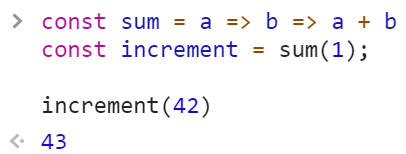 > const sum = a => b => a + b
const increment = sum(1);
increment(42)
43